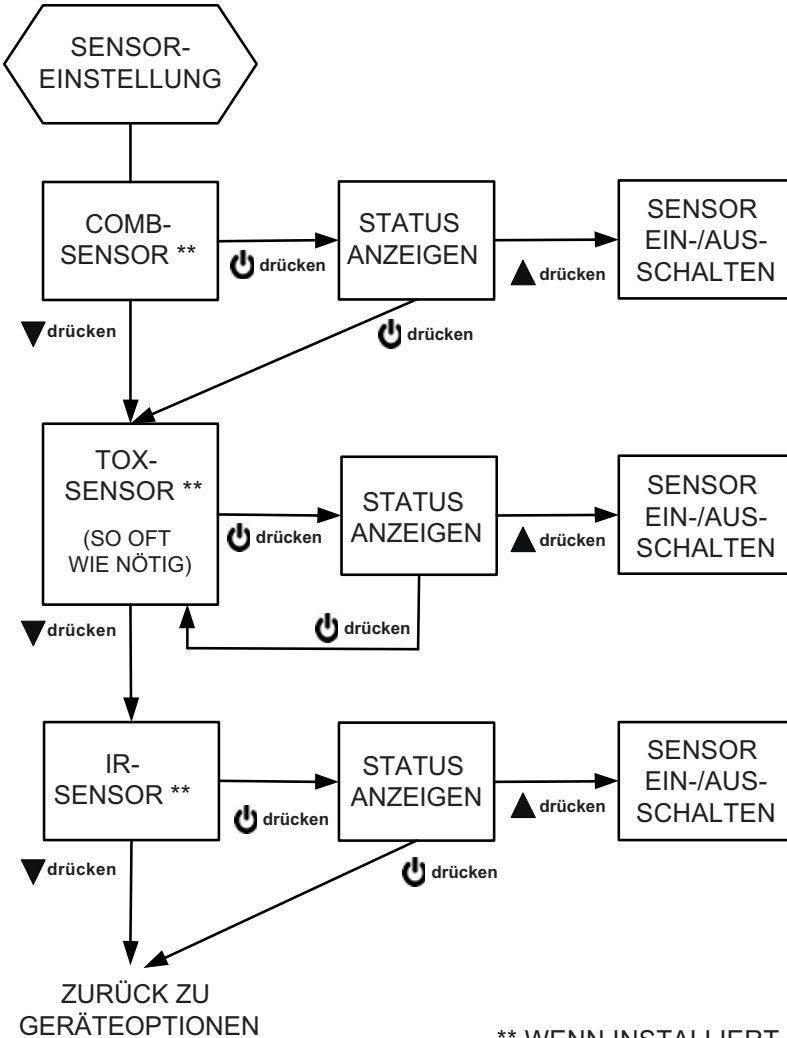 SENSOR-
EINSTELLUNG
COMB-
SENSOR **
drücken
STATUS
ANZEIGEN
drücken
SENSOR
EIN-/AUS-
SCHALTEN
drücken
drücken
TOX-
SENSOR **
(SO OFT
WIE NÖTIG)
drücken
STATUS
ANZEIGEN
drücken
SENSOR
EIN-/AUS-
SCHALTEN
drücken
drücken
IR-
SENSOR **
drücken
STATUS
ANZEIGEN
drücken
SENSOR
EIN-/AUS-
SCHALTEN
drücken
drücken
ZURÜCK ZU
GERÄTEOPTIONEN
** WENN INSTALLIERT